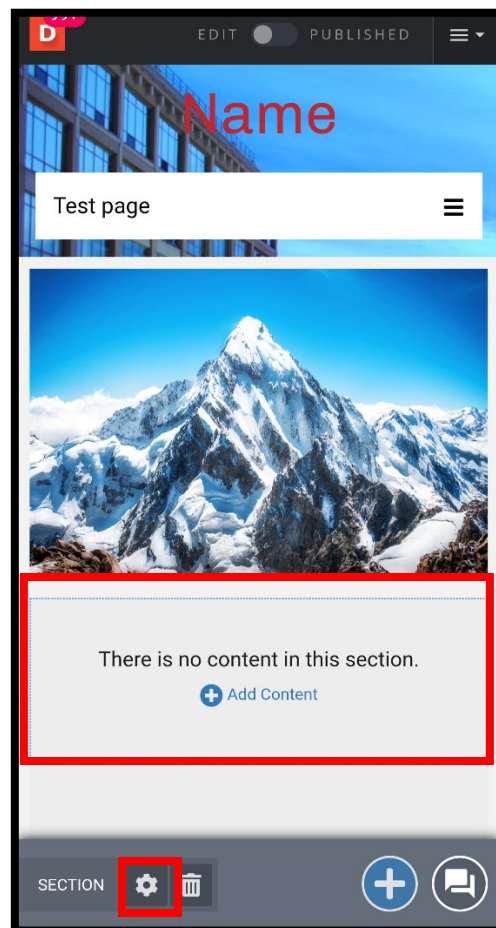 D
EDIT PUBLISHED
Name
Test page
There is no content in this section.
Add Content
SECTION